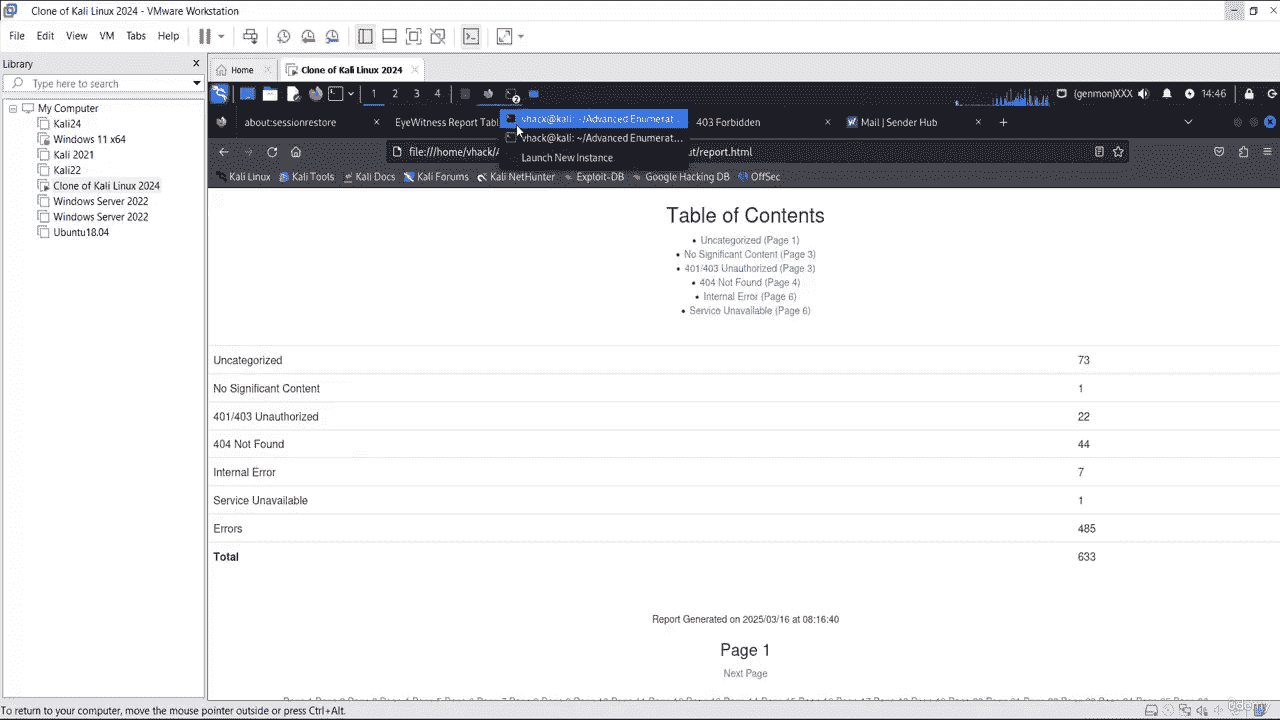 Clone of Kali Linux 2024 - VMware Workstation
File Edit View VM Tabs Help
Library
Type here to search
My Computer
Kali24
Windows 11 x64
Kali 2021
Kali22
Clone of Kali Linux 2024
Windows Server 2022
Windows Server 2022
Ubuntu18.04
Home Clone of Kali Linux 2024
1 2 3 4 2 (genmon)XXX 14:46
about:sessionrestore EyeWitness Report Tabl 403 Forbidden Mail | Sender Hub
vhack@kali: ~/Advanced Enumerat...
vhack@kali: ~/Advanced Enumerat...
Launch New Instance
file:///home/vhack/A ut/report.html
Kali Linux Kali Tools Kali Docs Kali Forums Kali NetHunter Exploit-DB Google Hacking DB OffSec
Table of Contents
• Uncategorized (Page 1)
• No Significant Content (Page 3)
• 401/403 Unauthorized (Page 3)
• 404 Not Found (Page 4)
• Internal Error (Page 6)
• Service Unavailable (Page 6)
Uncategorized 73
No Significant Content 1
401/403 Unauthorized 22
404 Not Found 44
Internal Error 7
Service Unavailable 1
Errors 485
Total 633
Report Generated on 2025/03/16 at 08:16:40
Page 1
Next Page
To return to your computer, move the mouse pointer outside or press Ctrl+Alt.